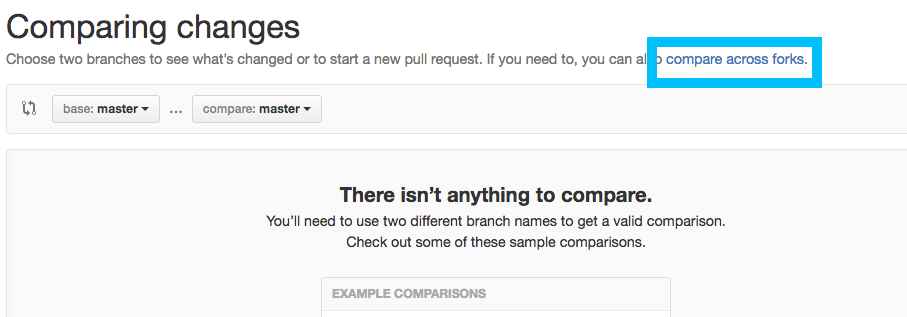 Comparing changes
Choose two branches to see what's changed or to start a new pull request. If you need to, you can al o compare across forks.
base: master ... compare: master
There isn't anything to compare.
You'll need to use two different branch names to get a valid comparison.
Check out some of these sample comparisons.
EXAMPLE COMPARISONS